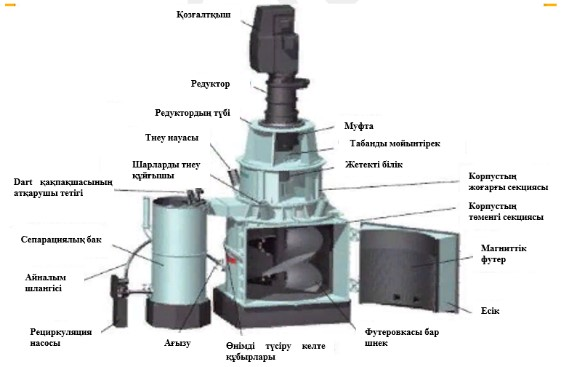 Қозғалтқыш
Редуктор
Редуктордың түбі
Муфта
Тиеу науасы
Табанды мойынтірек
Шарларды тиеу
құйғышы
Жетекті білік
Dart қақпақшасының
атқарушы тетігі
Корпустың
жоғарғы секциясы
Корпустың
төменгі секциясы
Сепарациялық бак
Магниттік
футер
Айналым
шлангісі
Есік
Рециркуляция
насосы
Ағызу
Өнімді түсіру келте
құбырлары
Футеровкасы бар
шнек